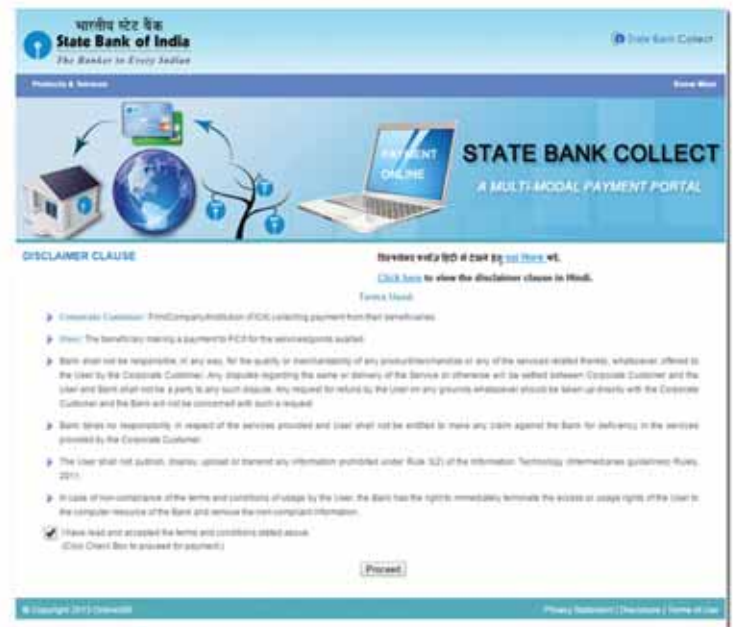 भारतीय स्टेट बैंक
State Bank of India
The Banker to Every Indian
State Bank Collect
Products & Services
Know More
PAYMENT
ONLINE
STATE BANK COLLECT
A MULTI-MODAL PAYMENT PORTAL
DISCLAIMER CLAUSE
Click here to view the disclaimer clause in Hindi.
Terms Used
Corporate Customer: Firm/Company/Institution (F/C/I) collecting payment from their beneficiaries.
User: The beneficiary making a payment to F/C/I for the services/goods availed.
Bank shall not be responsible, in any way, for the quality or merchantability of any product/merchandise or any of the services related thereto, whatsoever, offered to
the User by the Corporate Customer. Any disputes regarding the same or delivery of the Service or otherwise will be settled between Corporate Customer and the
User and Bank shall not be a party to any such dispute. Any request for refund by the User on any grounds whatsoever should be taken up directly with the Corporate
Customer and the Bank will not be concerned with such a request.
Bank takes no responsibility in respect of the services provided and User shall not be entitled to make any claim against the Bank for deficiency in the services
provided by the Corporate Customer.
The User shall not publish, display, upload or transmit any information prohibited under Rule 3(2) of the Information Technology (Intermediaries guidelines) Rules,
2011.
In case of non-compliance of the terms and conditions of usage by the User, the Bank has the right to immediately terminate the access or usage rights of the User to
the computer resource of the Bank and remove the non-compliant information.
I have read and accepted the terms and conditions stated above.
(Click Check Box to proceed for payment.)
Proceed
© Copyright 2013 OnlineSBI
Privacy Statement | Disclosure | Terms of Use